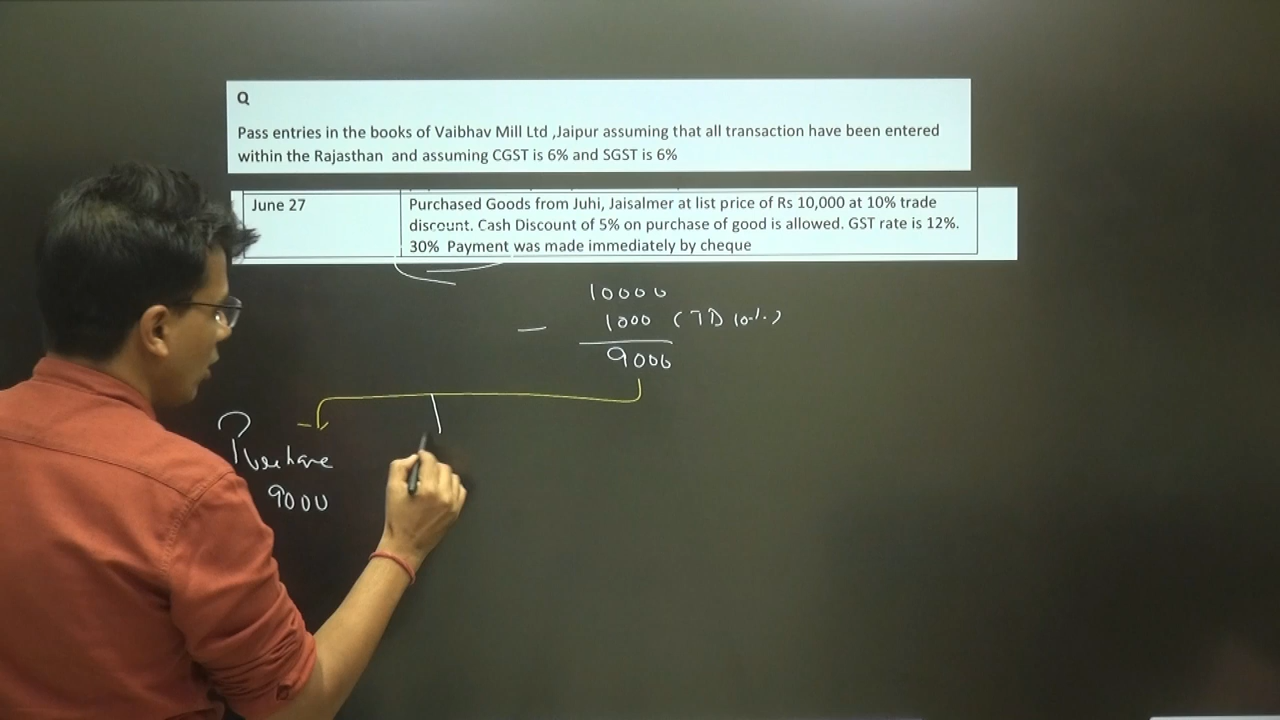 Q
Pass entries in the books of Vaibhav Mill Ltd ,Jaipur assuming that all transaction have been entered
within the Rajasthan and assuming CGST is 6% and SGST is 6%
June 27
Purchased Goods from Juhi, Jaisalmer at list price of Rs 10,000 at 10% trade
discount. Cash Discount of 5% on purchase of good is allowed. GST rate is 12%.
30% Payment was made immediately by cheque
10000
— 1000 (TD 10%)
9000
Purchase
9000